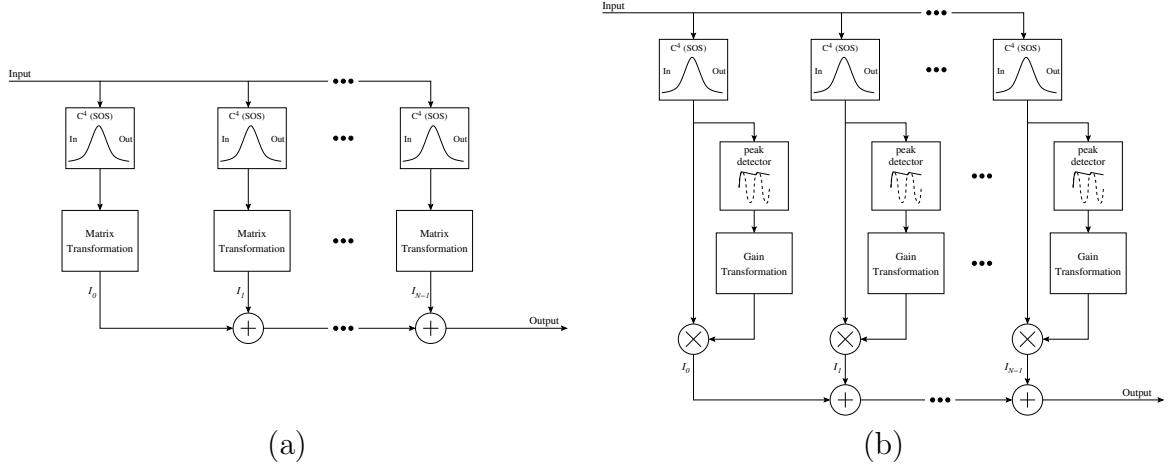 Input
C⁴ (SOS)
In Out
C⁴ (SOS)
In Out
C⁴ (SOS)
In Out
Matrix
Transformation
Matrix
Transformation
Matrix
Transformation
I₀
I₁
I_{N-1}
Output
(a)
Input
C⁴ (SOS)
In Out
C⁴ (SOS)
In Out
C⁴ (SOS)
In Out
peak
detector
peak
detector
peak
detector
Gain
Transformation
Gain
Transformation
Gain
Transformation
I₀
I₁
I_{N-1}
Output
(b)